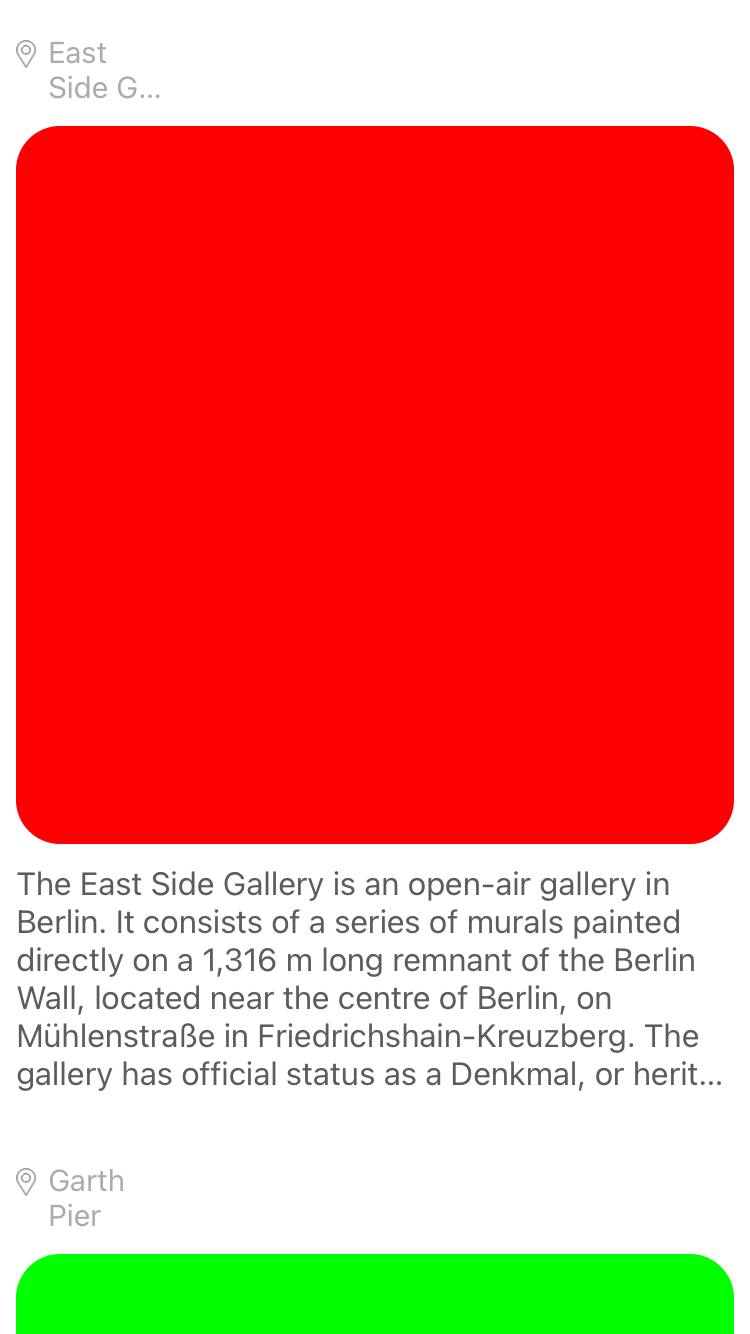 East
Side G...
The East Side Gallery is an open-air gallery in
Berlin. It consists of a series of murals painted
directly on a 1,316 m long remnant of the Berlin
Wall, located near the centre of Berlin, on
Mühlenstraße in Friedrichshain-Kreuzberg. The
gallery has official status as a Denkmal, or herit...
Garth
Pier